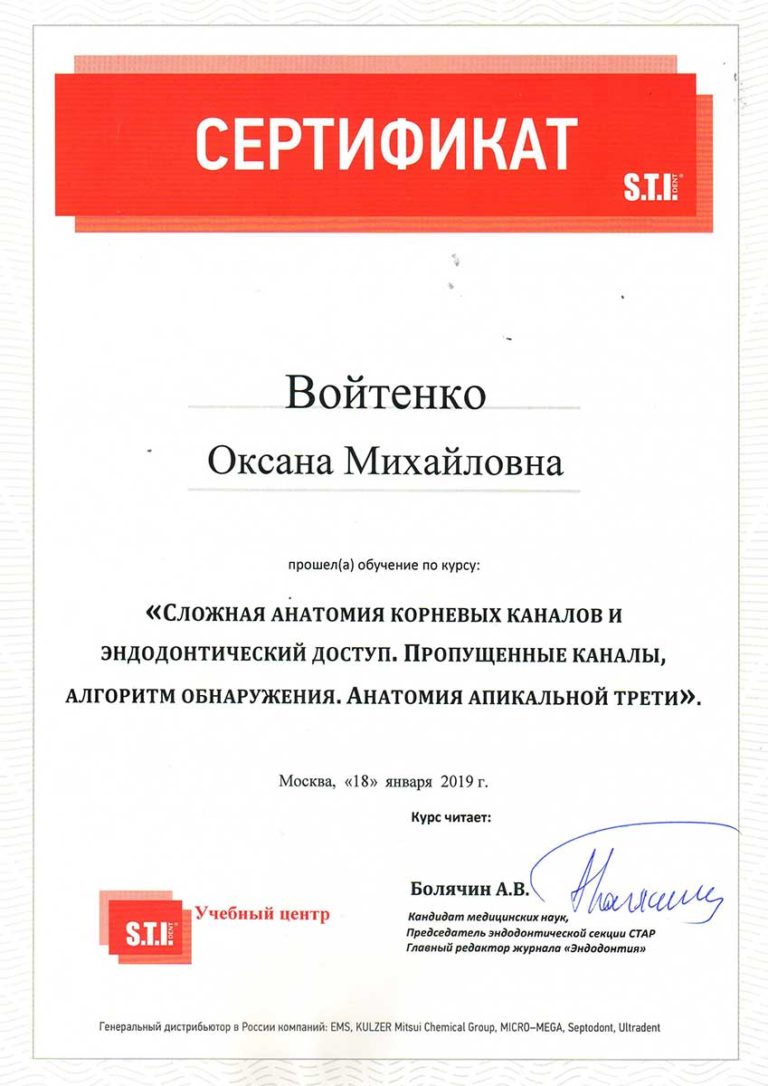 СЕРТИФИКАТ
S.T.I.DENT®
Войтенко
Оксана Михайловна
прошел(а) обучение по курсу:
«Сложная анатомия корневых каналов и
эндодонтический доступ. Пропущенные каналы,
алгоритм обнаружения. Анатомия апикальной трети».
Москва, «18» января 2019 г.
Курс читает:
Болячин А.В.
Кандидат медицинских наук,
Председатель эндодонтической секции СТАР
Главный редактор журнала «Эндодонтия»
S.T.I.DENT®
Учебный центр
Генеральный дистрибьютор в России компаний: EMS, KULZER Mitsui Chemical Group, MICRO–MEGA, Septodont, Ultradent